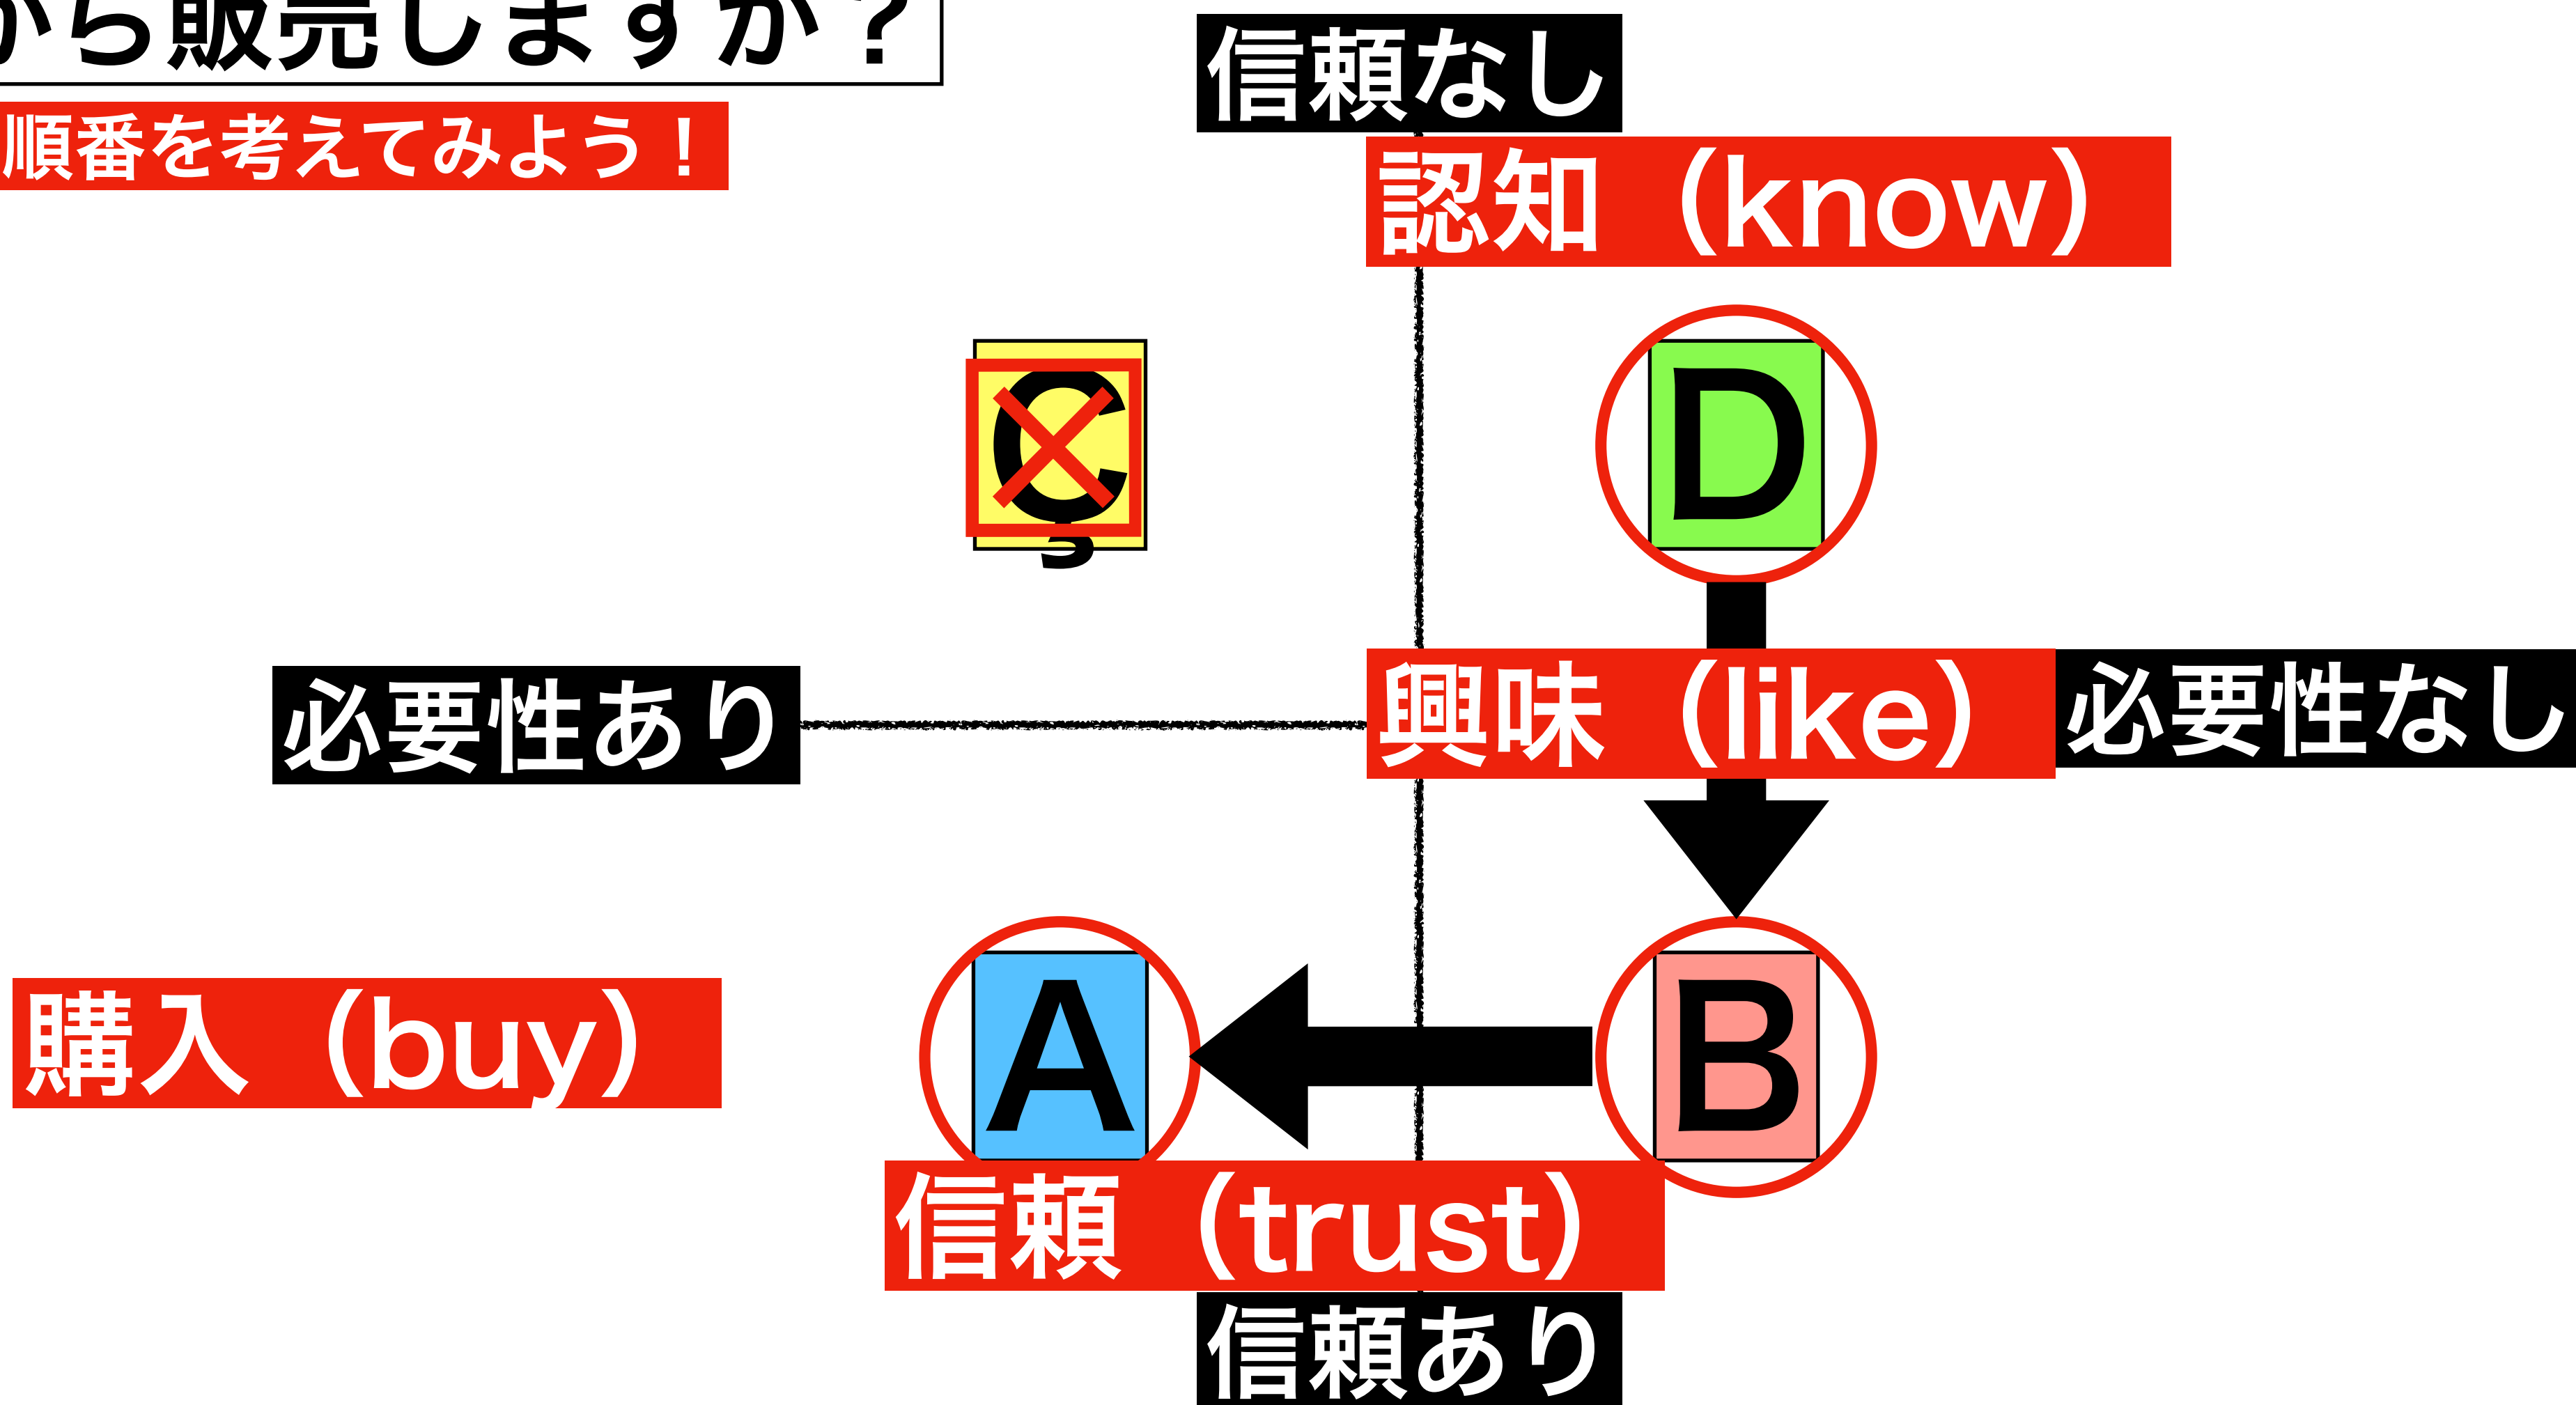 から販売しますか？
順番を考えてみよう！
信頼なし
認知（know）
C
D
必要性あり
興味（like）
必要性なし
A
B
購入（buy）
信頼（trust）
信頼あり